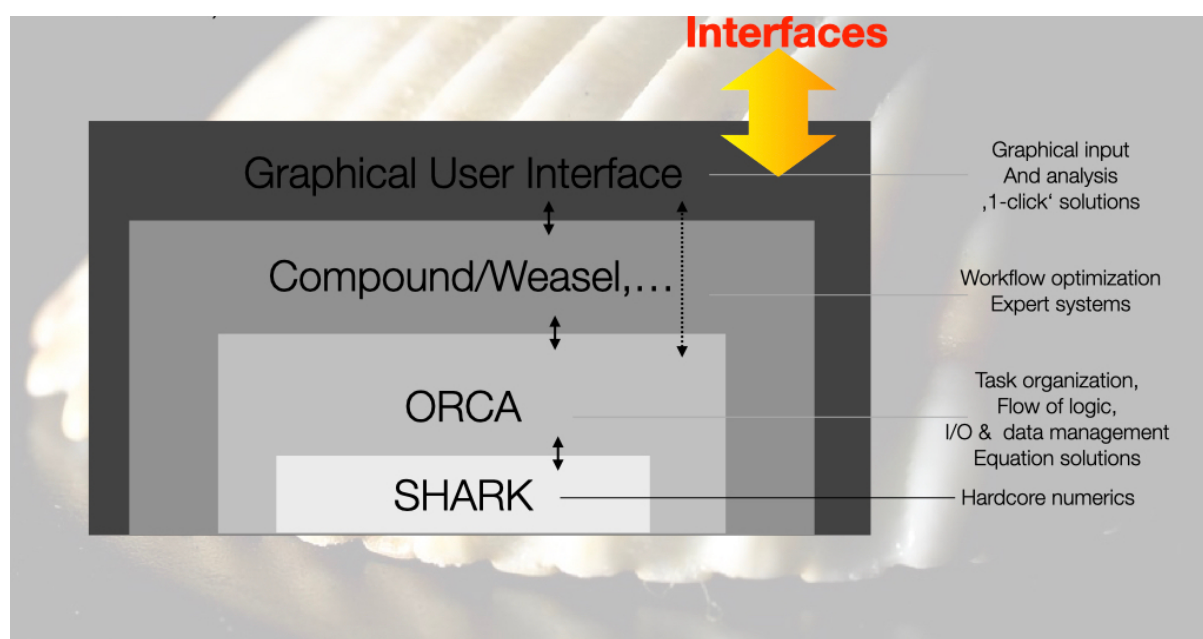 Interfaces
Graphical User Interface
Graphical input
And analysis
‚1-click‘ solutions
Compound/Weasel,…
Workflow optimization
Expert systems
ORCA
Task organization,
Flow of logic,
I/O & data management
Equation solutions
SHARK
Hardcore numerics